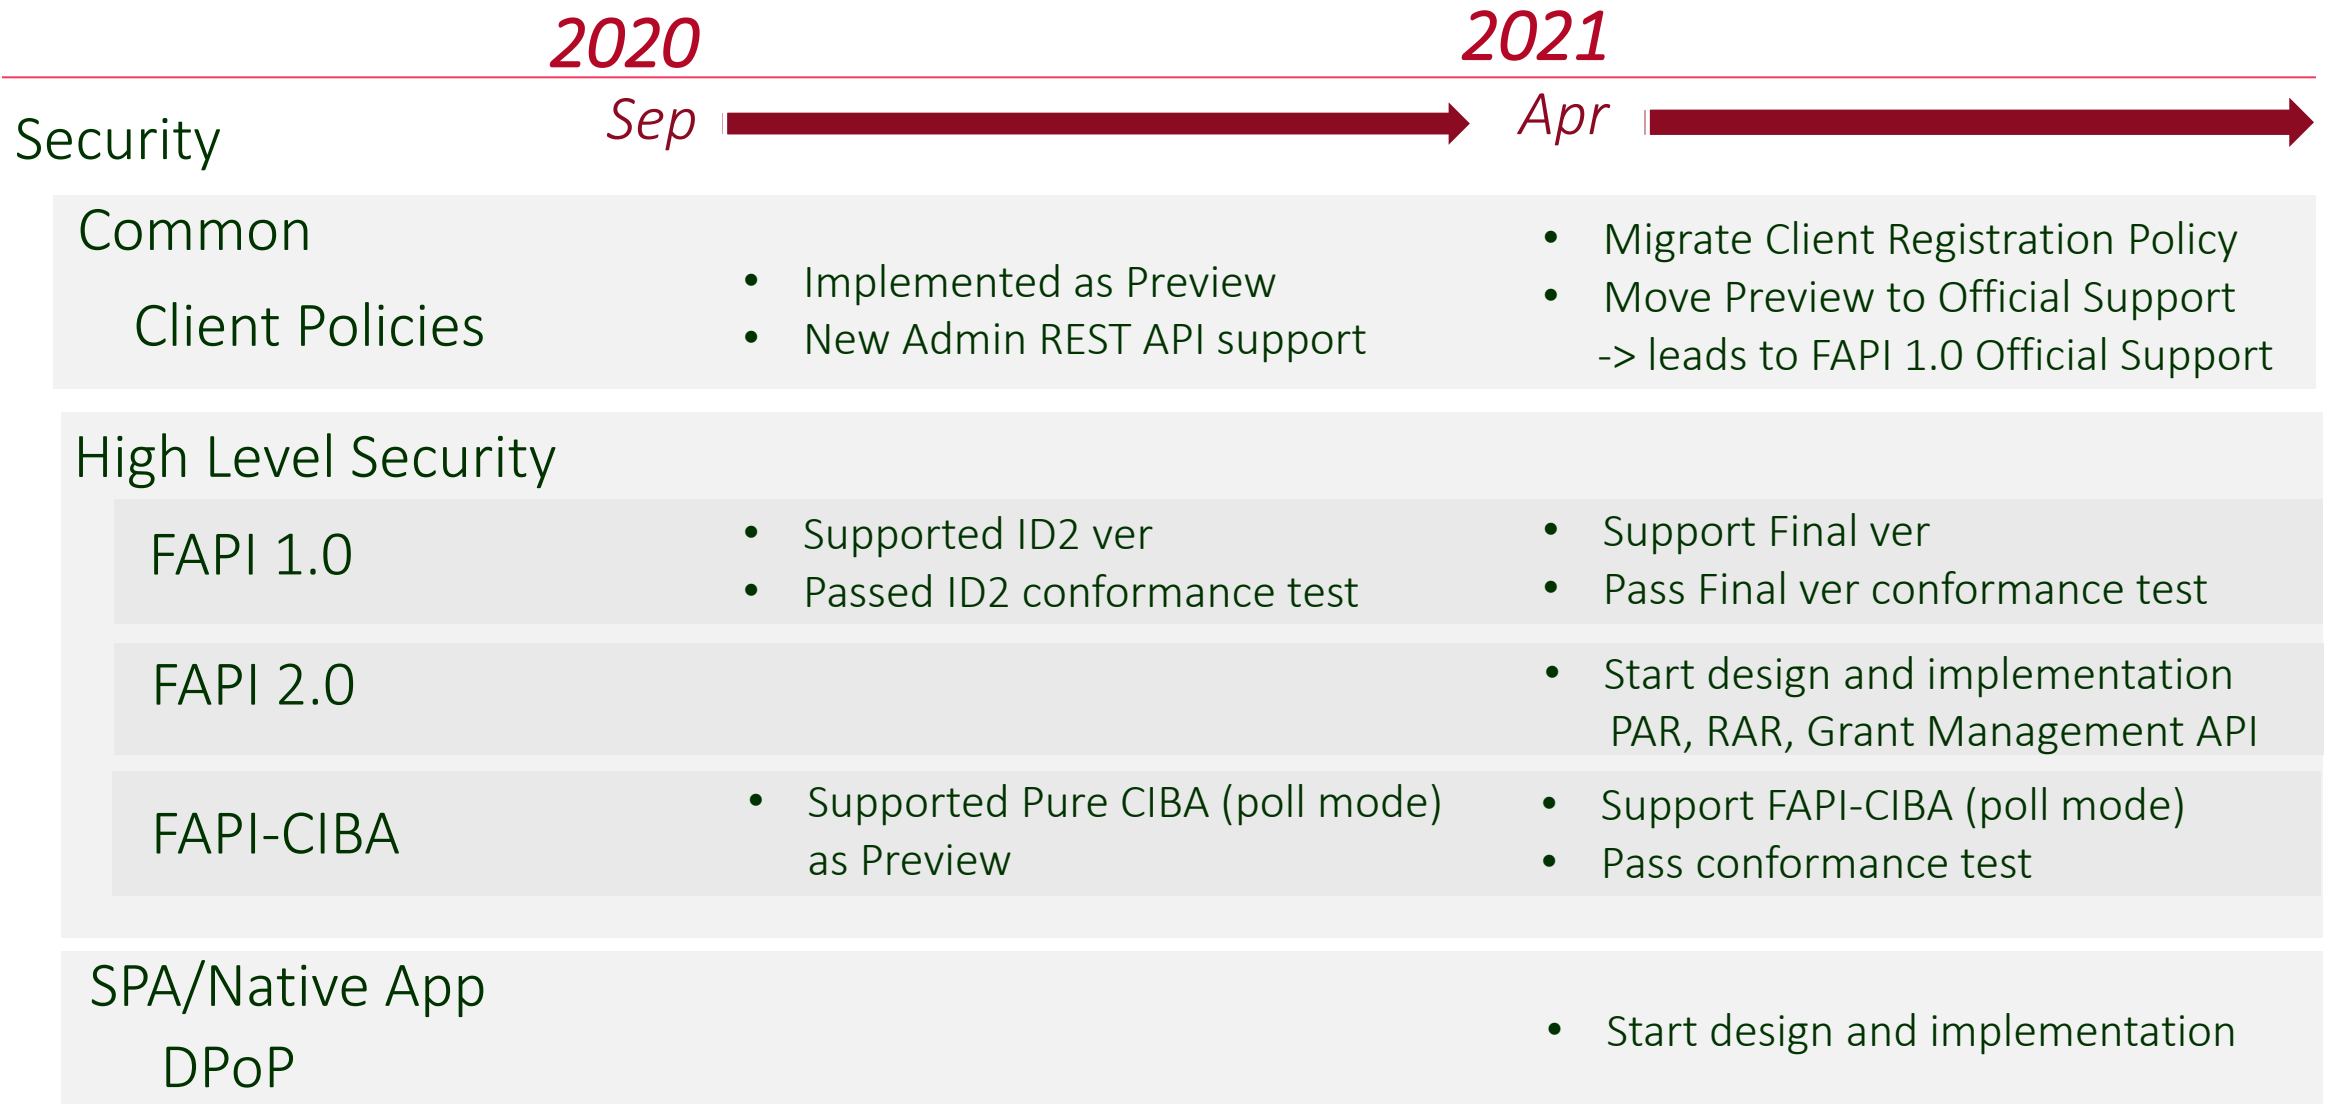 2020
2021
Sep
Apr
Security
Common
Client Policies
• Implemented as Preview
• New Admin REST API support
• Migrate Client Registration Policy
• Move Preview to Official Support
-> leads to FAPI 1.0 Official Support
High Level Security
FAPI 1.0
• Supported ID2 ver
• Passed ID2 conformance test
• Support Final ver
• Pass Final ver conformance test
FAPI 2.0
• Start design and implementation
PAR, RAR, Grant Management API
FAPI-CIBA
• Supported Pure CIBA (poll mode)
as Preview
• Support FAPI-CIBA (poll mode)
• Pass conformance test
SPA/Native App
DPoP
• Start design and implementation